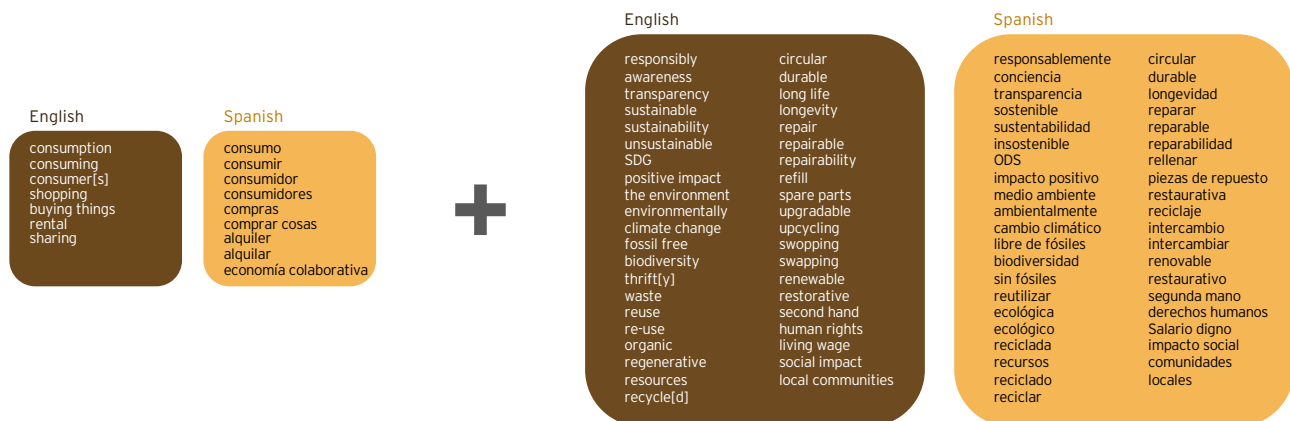 English
consumption
consuming
consumer[s]
shopping
buying things
rental
sharing
Spanish
consumo
consumir
consumidor
consumidores
compras
comprar cosas
alquiler
alquilar
economía colaborativa
+
English
responsibly
awareness
transparency
sustainable
sustainability
unsustainable
SDG
positive impact
the environment
environmentally
climate change
fossil free
biodiversity
thrift[y]
waste
reuse
re-use
organic
regenerative
resources
recycle[d]
circular
durable
long life
longevity
repair
repairable
repairability
refill
spare parts
upgradable
upcycling
swopping
swapping
renewable
restorative
second hand
human rights
living wage
social impact
local communities
Spanish
responsablemente
conciencia
transparencia
sostenible
sustentabilidad
insostenible
ODS
impacto positivo
medio ambiente
ambientalmente
cambio climático
libre de fósiles
biodiversidad
sin fósiles
reutilizar
ecológica
ecológico
reciclada
recursos
reciclado
reciclar
circular
durable
longevidad
reparar
reparable
reparabilidad
rellenar
piezas de repuesto
restaurativa
reciclaje
intercambio
intercambiar
renovable
restaurativo
segunda mano
derechos humanos
Salario digno
impacto social
comunidades
locales